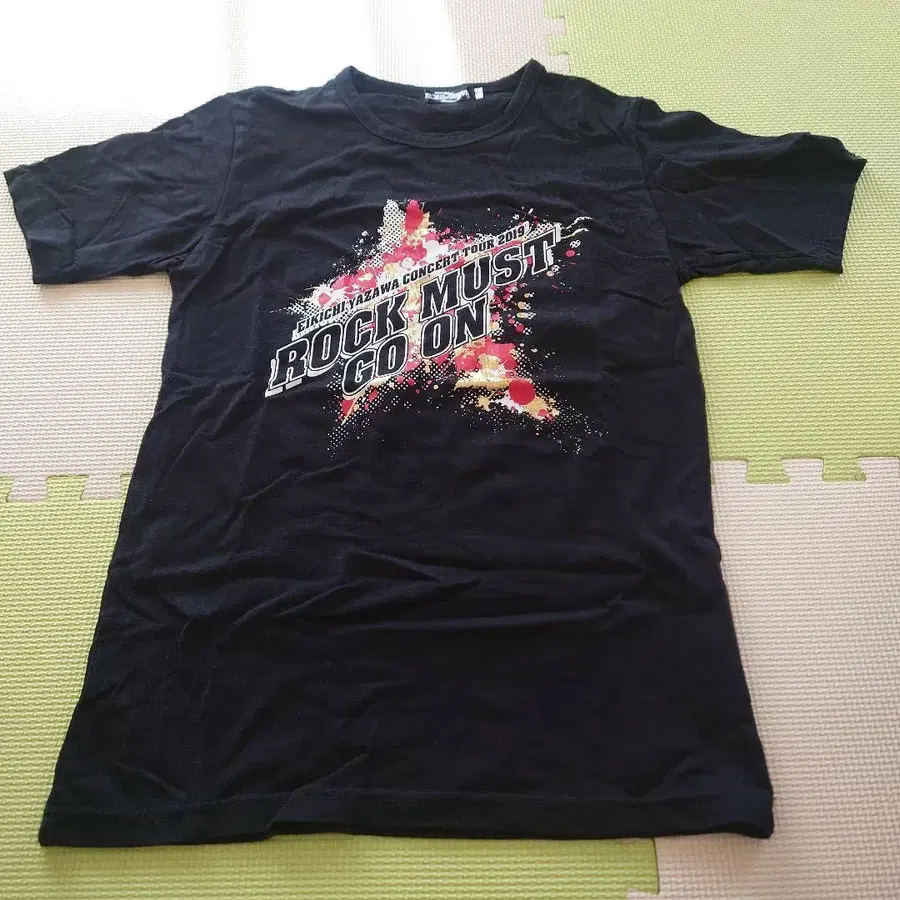 EIKICHI YAZAWA CONCERT TOUR 2019
ROCK MUST
GO ON